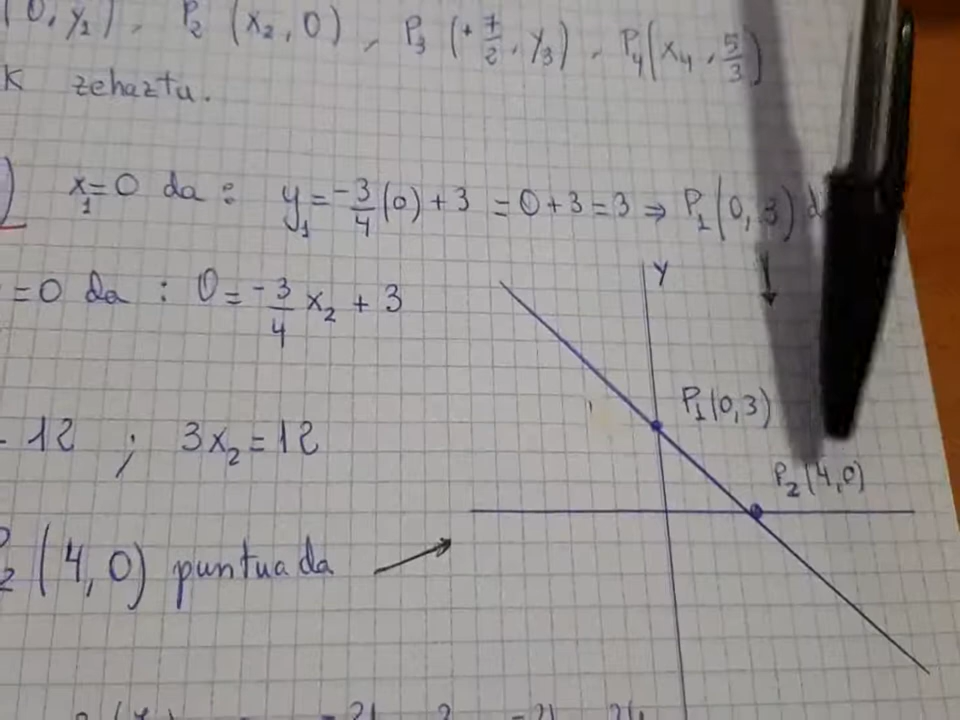 (0, y₁), P₂ (x₂, 0), P₃ (+7/2, y₃), P₄(x₄, 5/3)
K zehaztu.
x₁=0 da : y₁ = -3/4 (0) + 3 = 0+3 = 3 ⇒ P₁(0, 3)
=0 da : 0 = -3/4 x₂ + 3
Y
P₁(0,3)
12 ; 3x₂ = 12
P₂(4,0)
₂ (4,0) puntua da